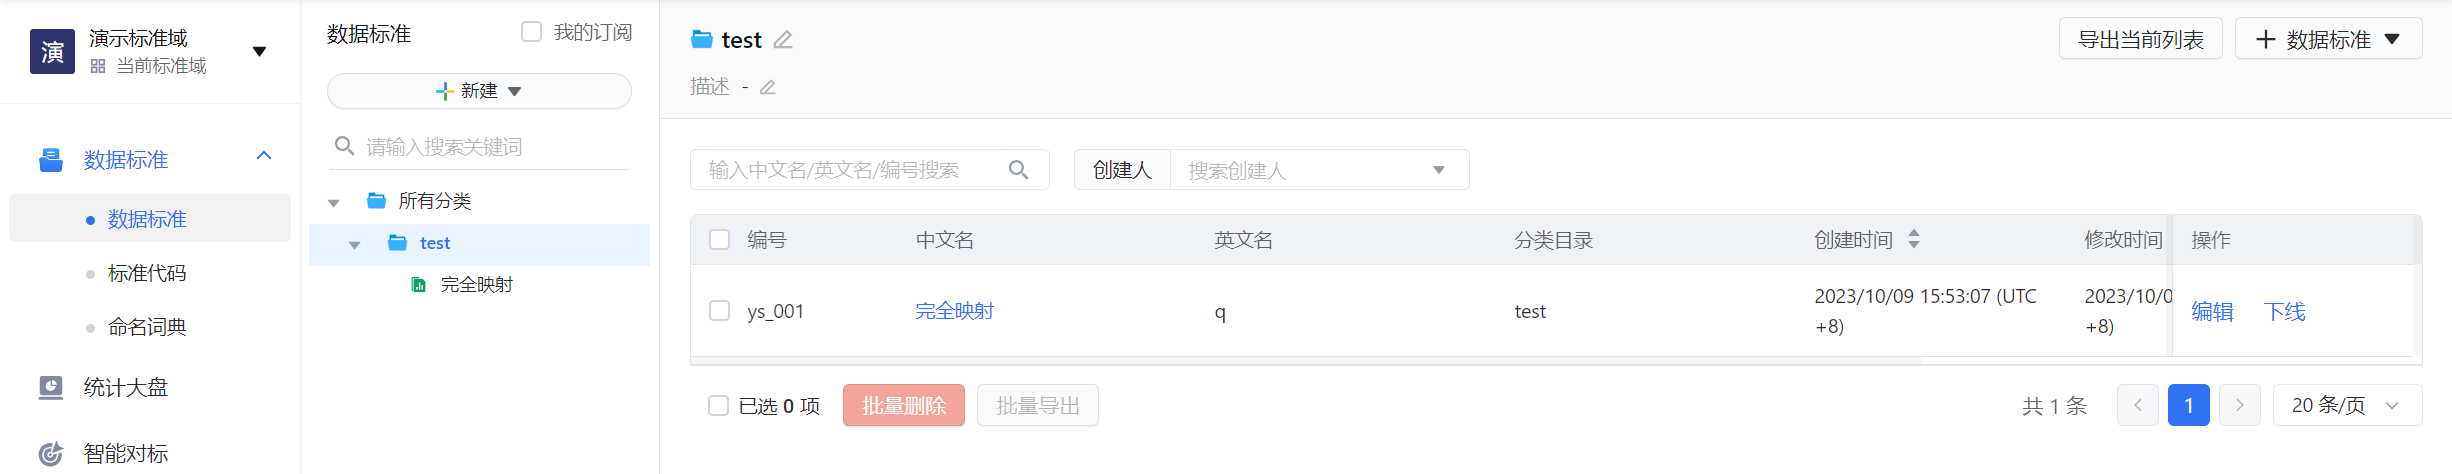 演
演示标准域
当前标准域
数据标准
数据标准
标准代码
命名词典
统计大盘
智能对标
数据标准
我的订阅
新建
请输入搜索关键词
所有分类
test
完全映射
test
描述 -
导出当前列表
数据标准
输入中文名/英文名/编号搜索
创建人 搜索创建人
编号 中文名 英文名 分类目录 创建时间 修改时间 操作
ys_001 完全映射 q test 2023/10/09 15:53:07 (UTC+8) 2023/10/0 +8) 编辑 下线
已选 0 项 批量删除 批量导出
共 1 条 1 20 条/页